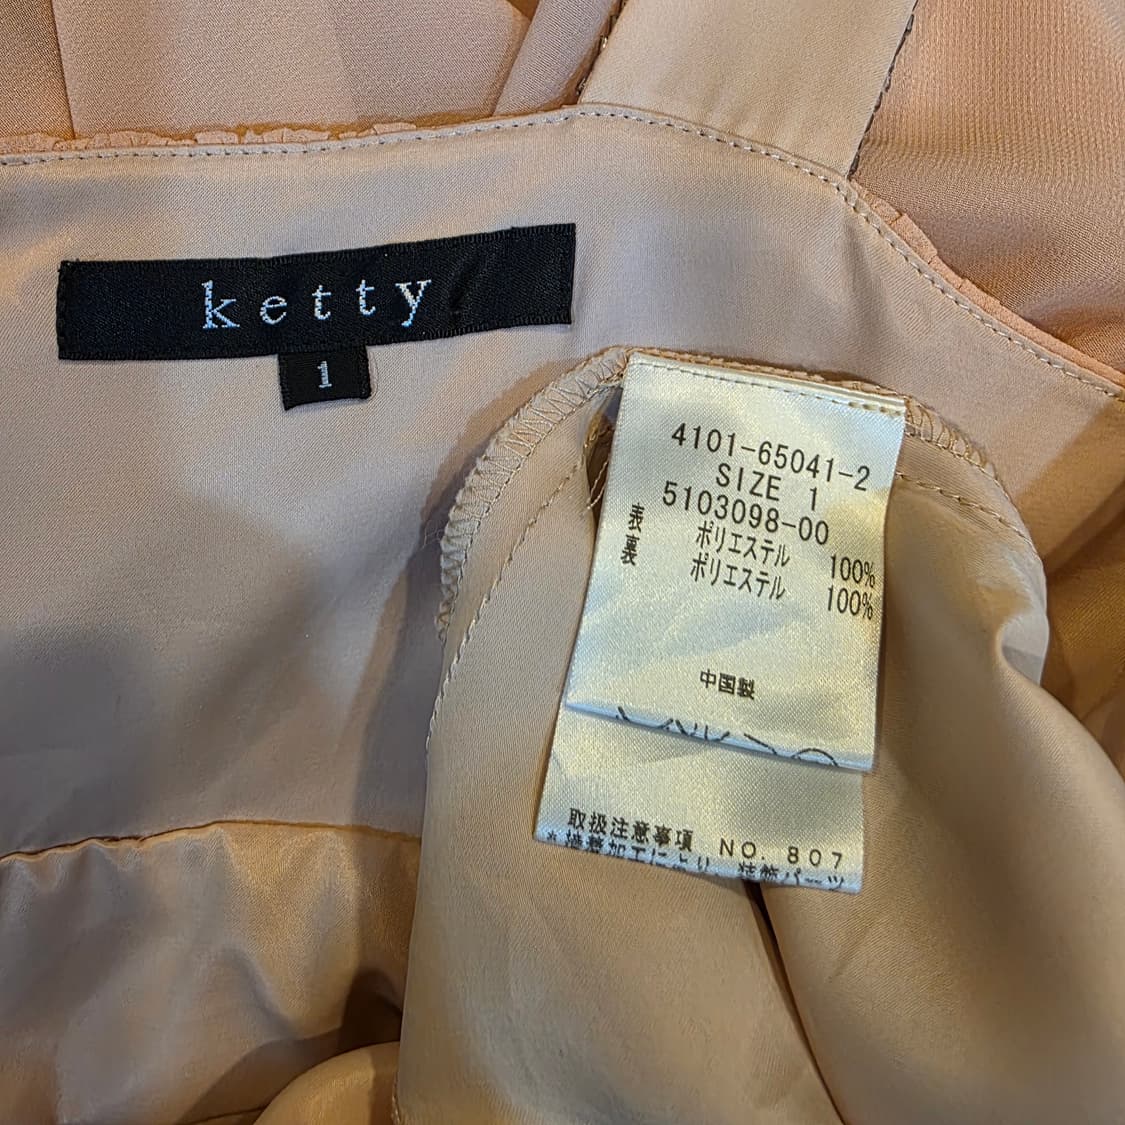 ketty
1
4101-65041-2
SIZE 1
5103098-00
表 ポリエステル 100%
裏 ポリエステル 100%
中国製
取扱注意事項 NO. 807